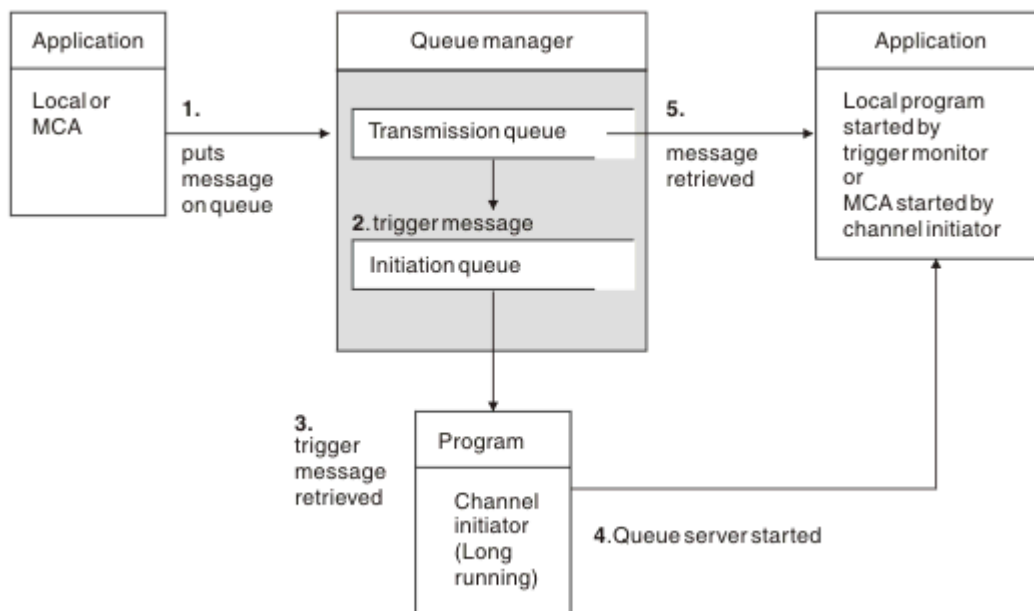 Application
Local or
MCA
1.
puts
message
on queue
Queue manager
Transmission queue
2. trigger message
Initiation queue
5.
message
retrieved
Application
Local program
started by
trigger monitor
or
MCA started by
channel initiator
3.
trigger
message
retrieved
Program
Channel
initiator
(Long
running)
4.Queue server started